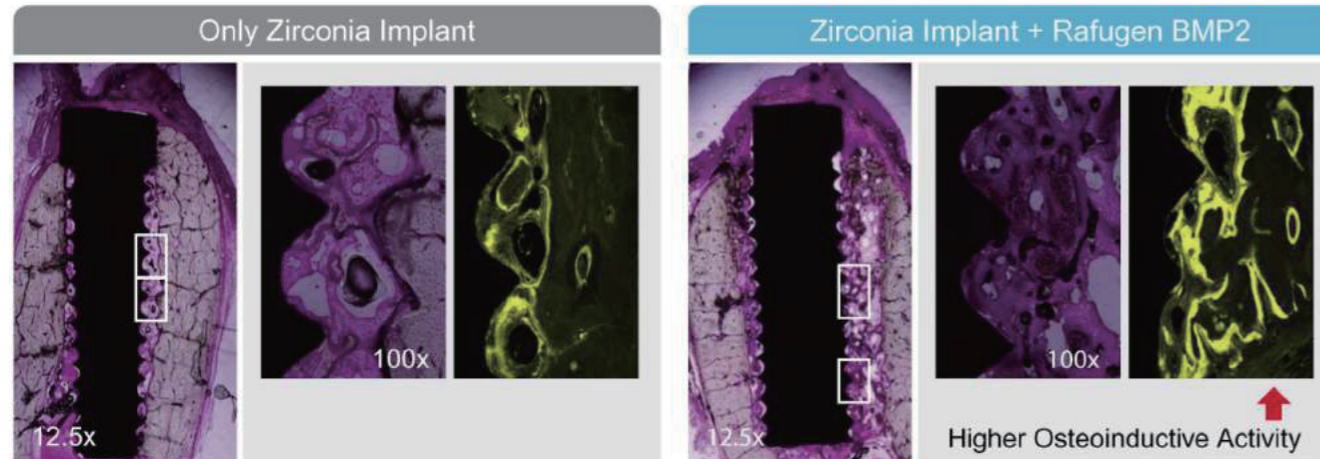 Only Zirconia Implant
Zirconia Implant + Rafugen BMP2
12.5x
100x
12.5x
100x
Higher Osteoinductive Activity